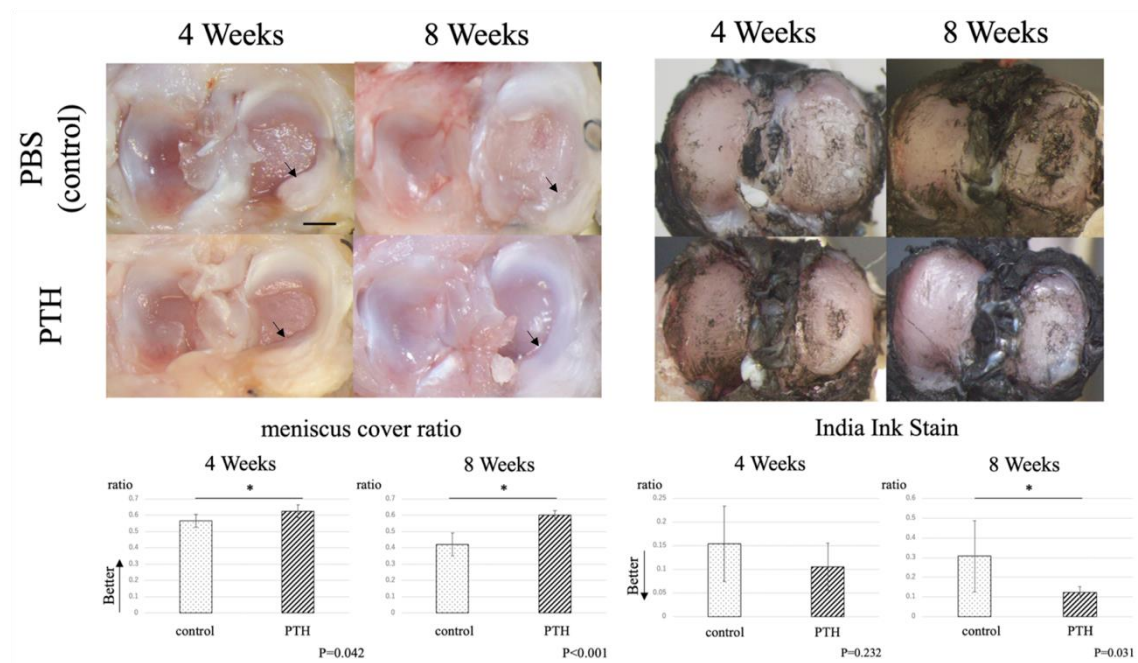 4 Weeks 8 Weeks 4 Weeks 8 Weeks
PBS
(control)
PTH
meniscus cover ratio
4 Weeks 8 Weeks
ratio ratio
* *
0.7
0.6
0.5
0.4
0.3
0.2
0.1
0
0.7
0.6
0.5
0.4
0.3
0.2
0.1
0
Better
control PTH control PTH
P=0.042 P<0.001
India Ink Stain
4 Weeks 8 Weeks
ratio ratio
*
0.25
0.2
0.15
0.1
0.05
0
0.6
0.5
0.4
0.3
0.2
0.1
0
Better
control PTH control PTH
P=0.232 P=0.031